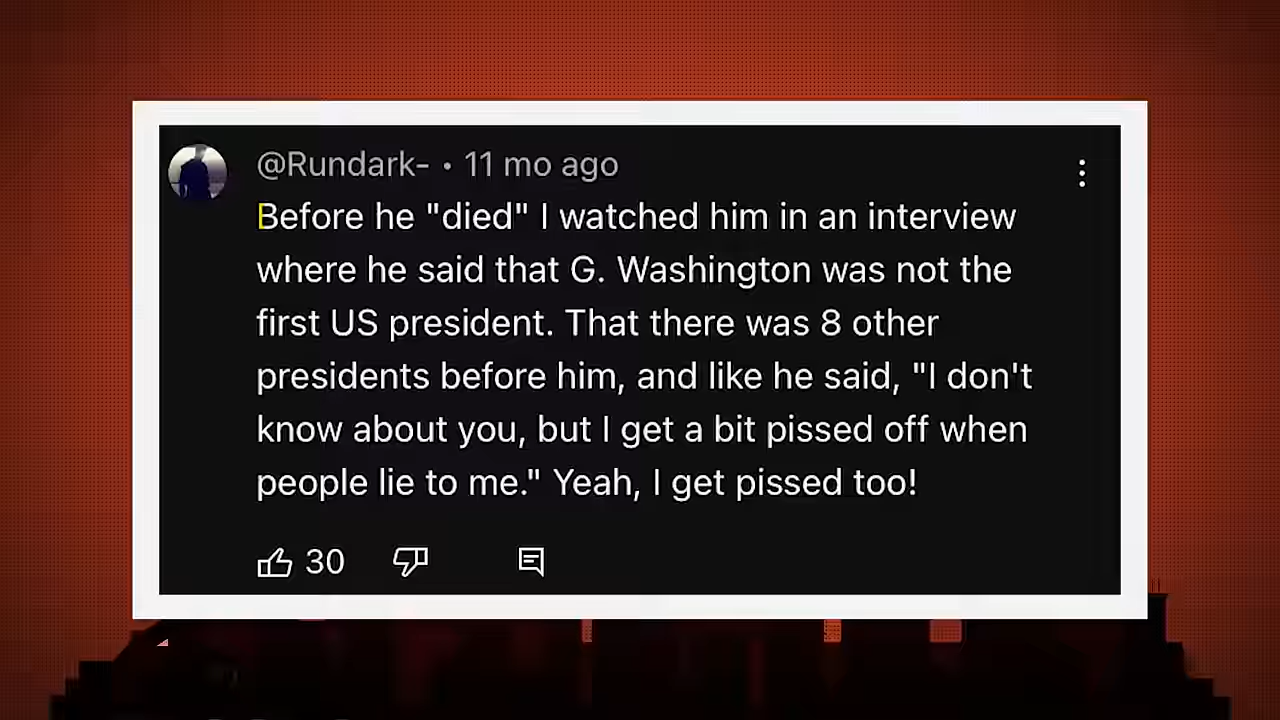 @Rundark- • 11 mo ago
Before he "died" I watched him in an interview
where he said that G. Washington was not the
first US president. That there was 8 other
presidents before him, and like he said, "I don't
know about you, but I get a bit pissed off when
people lie to me." Yeah, I get pissed too!
30